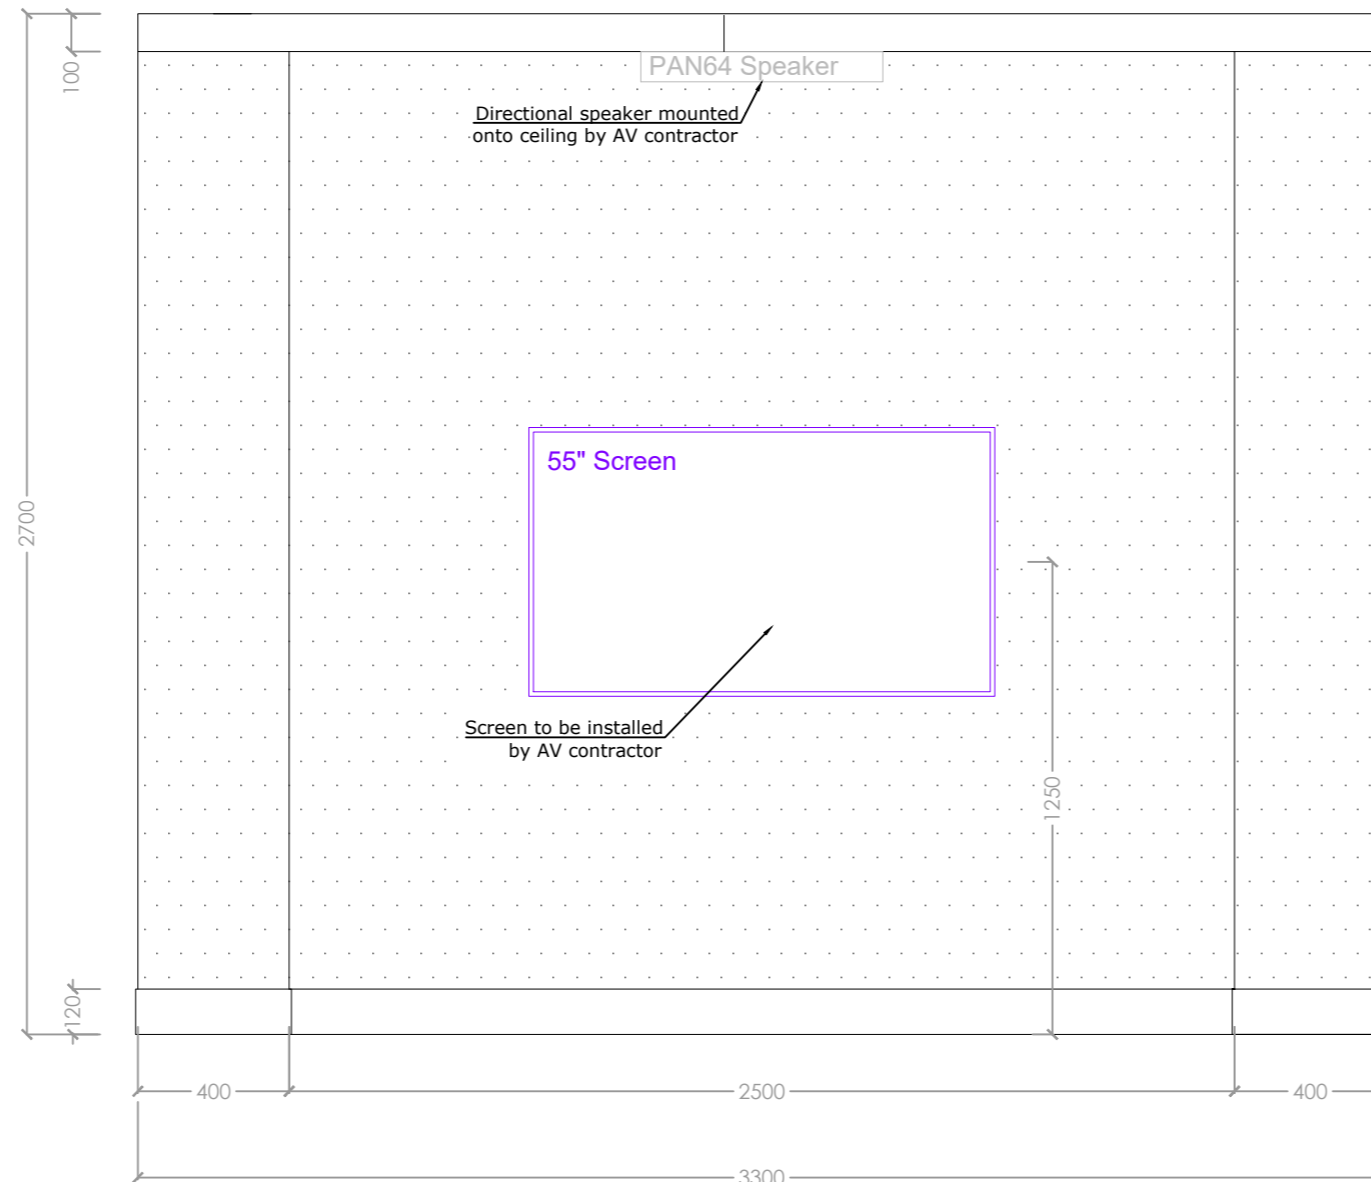 100
PAN64 Speaker
Directional speaker mounted
onto ceiling by AV contractor
55" Screen
2700
Screen to be installed
by AV contractor
1250
120
400
2500
400
3300